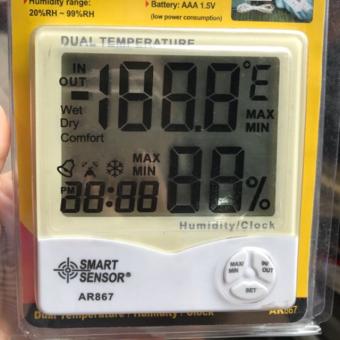 Humidity range:
20%RH ~ 99%RH
Battery: AAA 1.5V
(low power consumption)
DUAL TEMPERATURE
IN
OUT
-188.8°E
Wet
Dry
Comfort
MAX
MIN
MAX
MIN
PM
88:88
88%
Humidity/Clock
SMART
SENSOR
AR867
MAX/
MIN
IN/
OUT
SET
Dual Temperature / Humidity / Clock
AR867